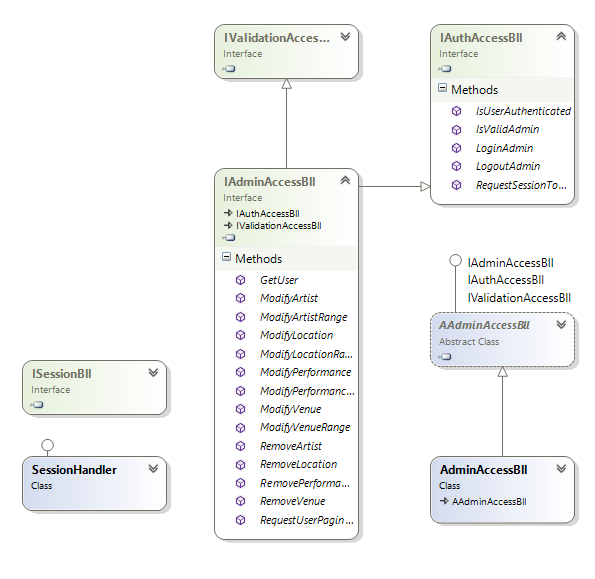 IValidationAcces...
Interface
IAuthAccessBll
Interface
Methods
IsUserAuthenticated
IsValidAdmin
LoginAdmin
LogoutAdmin
RequestSessionTo...
IAdminAccessBll
Interface
IAuthAccessBll
IValidationAccessBll
Methods
GetUser
ModifyArtist
ModifyArtistRange
ModifyLocation
ModifyLocationRa...
ModifyPerformance
ModifyPerformanc...
ModifyVenue
ModifyVenueRange
RemoveArtist
RemoveLocation
RemovePerforma...
RemoveVenue
RequestUserPagin...
IAdminAccessBll
IAuthAccessBll
IValidationAccessBll
AAdminAccessBll
Abstract Class
ISessionBll
Interface
SessionHandler
Class
AdminAccessBll
Class
AAdminAccessBll